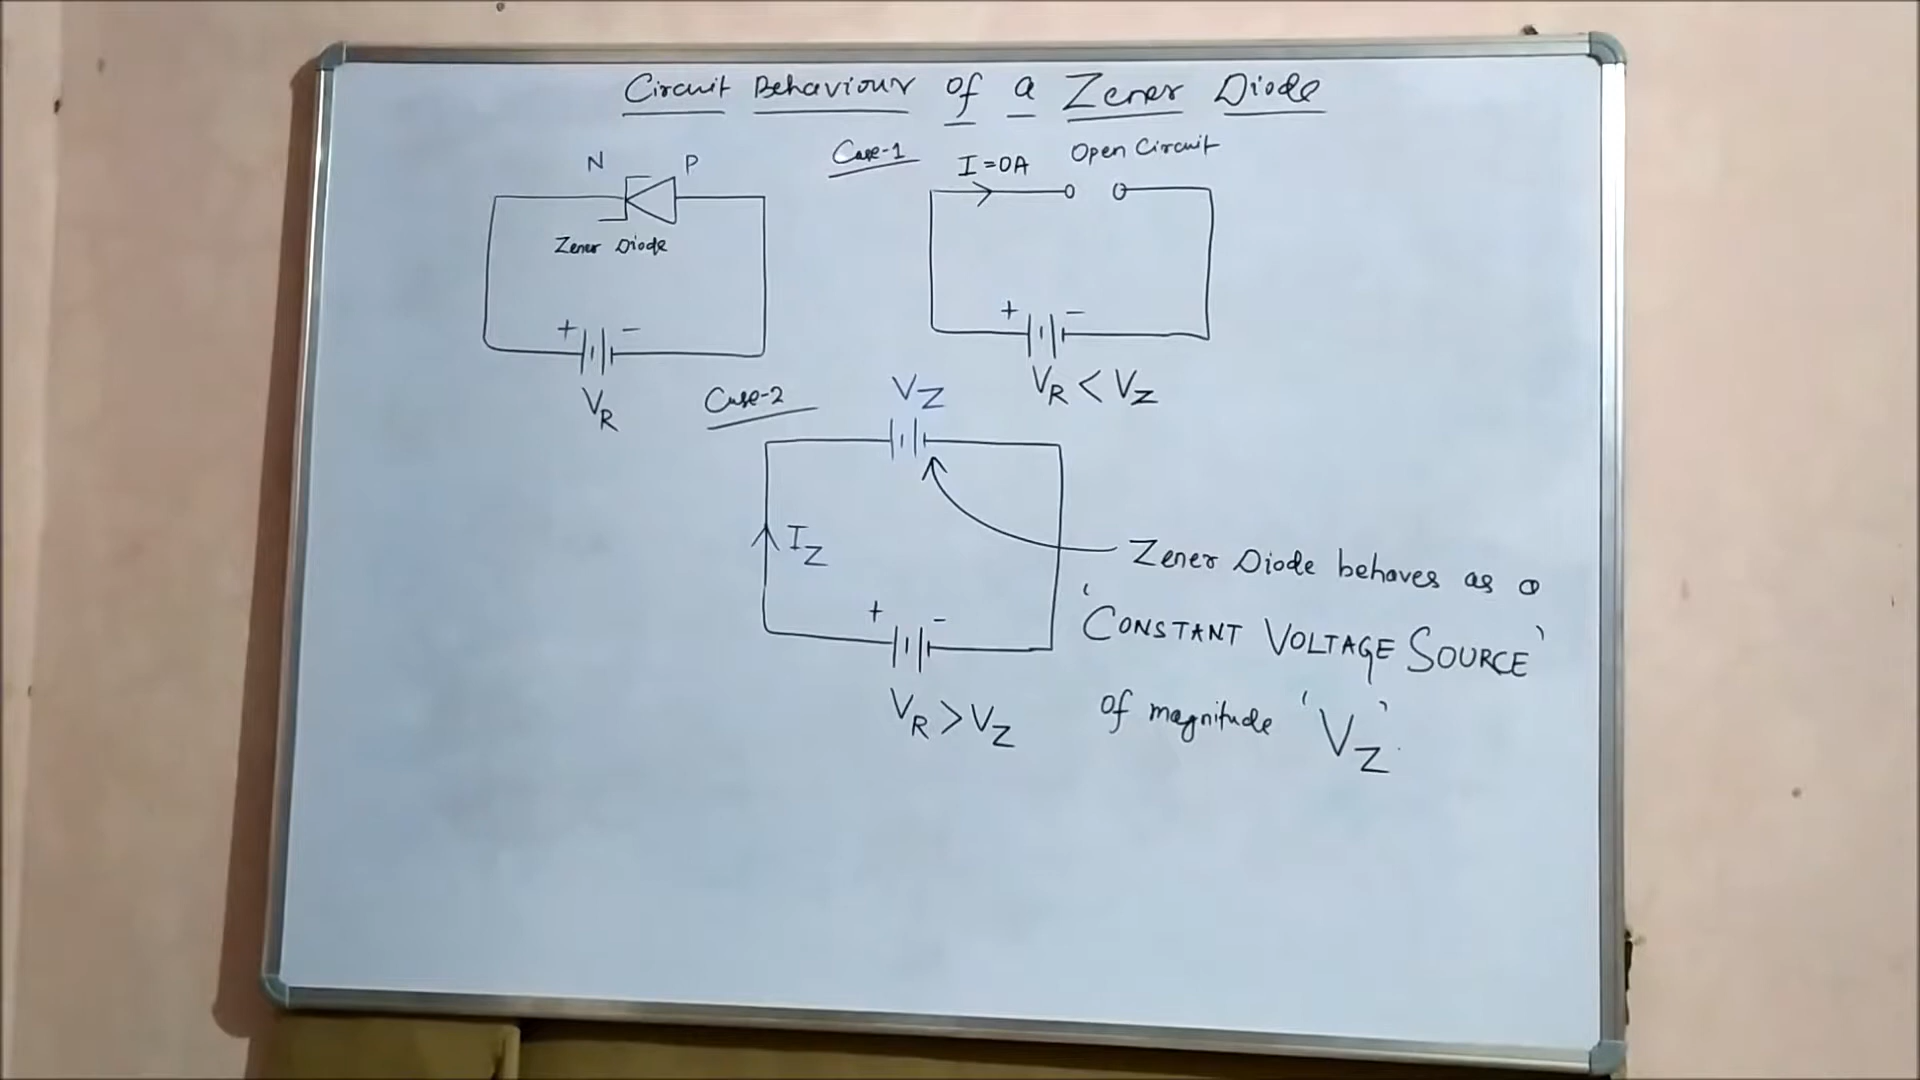 Circuit Behaviour of a Zener Diode
N P
Zener Diode
+ -
VR
Case-1
I = 0A Open Circuit
+ -
VR < VZ
Case-2
VZ
IZ
+ -
VR > VZ
Zener Diode behaves as a
'CONSTANT VOLTAGE SOURCE'
of magnitude 'VZ'.